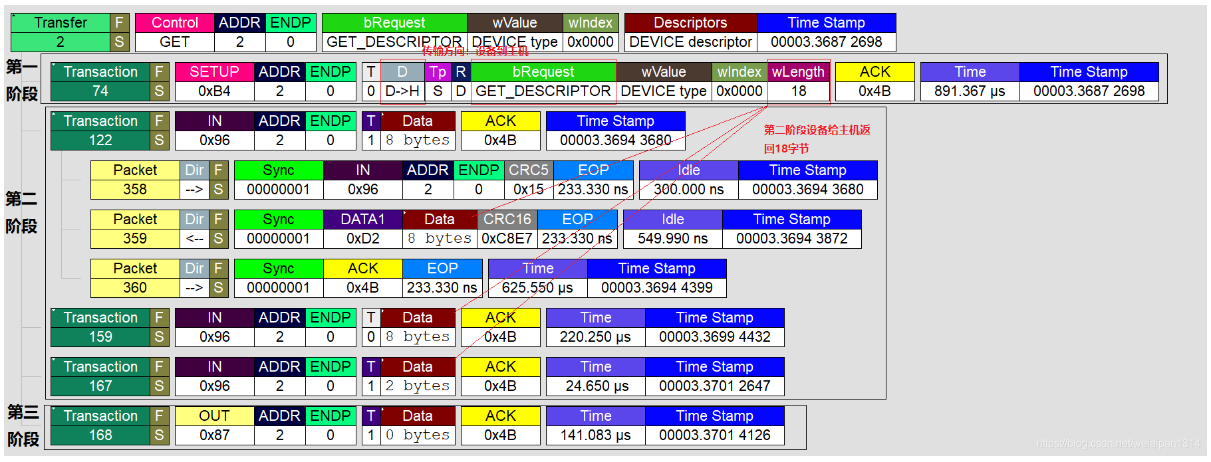 Transfer F Control ADDR ENDP bRequest wValue wIndex Descriptors Time Stamp
2 S GET 2 0 GET_DESCRIPTOR DEVICE type 0x0000 DEVICE descriptor 00003.3687 2698
传输方向：设备到主机
第一
阶段
Transaction F SETUP ADDR ENDP T D Tp R bRequest wValue wIndex wLength ACK Time Time Stamp
74 S 0xB4 2 0 0 D->H S D GET_DESCRIPTOR DEVICE type 0x0000 18 0x4B 891.367 µs 00003.3687 2698
Transaction F IN ADDR ENDP T Data ACK Time Stamp
122 S 0x96 2 0 1 8 bytes 0x4B 00003.3694 3680
第二阶段设备给主机返
回18字节
第二
阶段
Packet Dir F Sync IN ADDR ENDP CRC5 EOP Idle Time Stamp
358 --> S 00000001 0x96 2 0 0x15 233.330 ns 300.000 ns 00003.3694 3680
Packet Dir F Sync DATA1 Data CRC16 EOP Idle Time Stamp
359 <-- S 00000001 0xD2 8 bytes 0xC8E7 233.330 ns 549.990 ns 00003.3694 3872
Packet Dir F Sync ACK EOP Time Time Stamp
360 --> S 00000001 0x4B 233.330 ns 625.550 µs 00003.3694 4399
Transaction F IN ADDR ENDP T Data ACK Time Time Stamp
159 S 0x96 2 0 0 8 bytes 0x4B 220.250 µs 00003.3699 4432
Transaction F IN ADDR ENDP T Data ACK Time Time Stamp
167 S 0x96 2 0 1 2 bytes 0x4B 24.650 µs 00003.3701 2647
第三
阶段
Transaction F OUT ADDR ENDP T Data ACK Time Time Stamp
168 S 0x87 2 0 1 0 bytes 0x4B 141.083 µs 00003.3701 4126